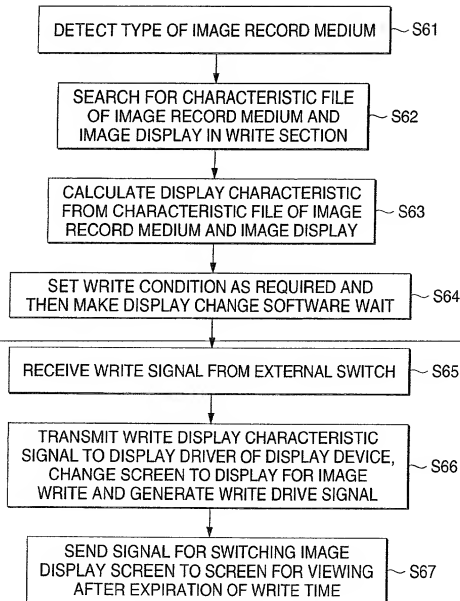 DETECT TYPE OF IMAGE RECORD MEDIUM
S61
SEARCH FOR CHARACTERISTIC FILE
OF IMAGE RECORD MEDIUM AND
IMAGE DISPLAY IN WRITE SECTION
S62
CALCULATE DISPLAY CHARACTERISTIC
FROM CHARACTERISTIC FILE OF IMAGE
RECORD MEDIUM AND IMAGE DISPLAY
S63
SET WRITE CONDITION AS REQUIRED AND
THEN MAKE DISPLAY CHANGE SOFTWARE WAIT
S64
RECEIVE WRITE SIGNAL FROM EXTERNAL SWITCH
S65
TRANSMIT WRITE DISPLAY CHARACTERISTIC
SIGNAL TO DISPLAY DRIVER OF DISPLAY DEVICE,
CHANGE SCREEN TO DISPLAY FOR IMAGE
WRITE AND GENERATE WRITE DRIVE SIGNAL
S66
SEND SIGNAL FOR SWITCHING IMAGE
DISPLAY SCREEN TO SCREEN FOR VIEWING
AFTER EXPIRATION OF WRITE TIME
S67